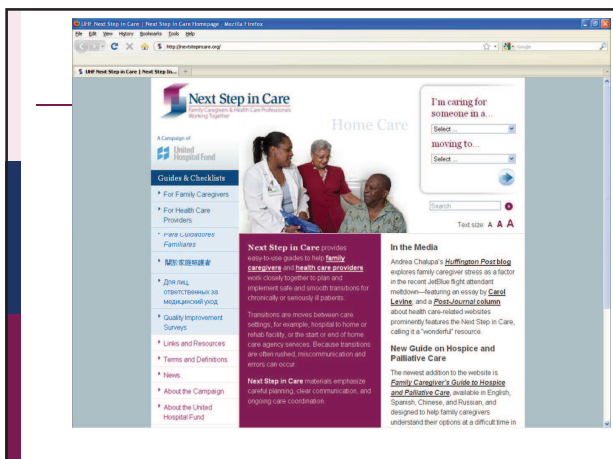 UHF Next Step in Care | Next Step in Care Homepage - Mozilla Firefox
File Edit View History Bookmarks Tools Help
http://nextstepincare.org/
Google
UHF Next Step in Care | Next Step In...
Next Step in Care
Family Caregivers & Health Care Professionals
Working Together
Home Care
A Campaign of
United
Hospital Fund
Guides & Checklists
For Family Caregivers
For Health Care
Providers
Para Cuidadores
Familiares
關於家庭照護者
Для лиц,
ответственных за
медицинский уход
Quality Improvement
Surveys
Links and Resources
Terms and Definitions
News
About the Campaign
About the United
Hospital Fund
I'm caring for
someone in a...
Select ...
moving to...
Select ...
Search
Text size: A A A
Next Step in Care provides
easy-to-use guides to help family
caregivers and health care providers
work closely together to plan and
implement safe and smooth transitions for
chronically or seriously ill patients.
Transitions are moves between care
settings, for example, hospital to home or
rehab facility, or the start or end of home
care agency services. Because transitions
are often rushed, miscommunication and
errors can occur.
Next Step in Care materials emphasize
careful planning, clear communication, and
ongoing care coordination.
In the Media
Andrea Chalupa's Huffington Post blog
explores family caregiver stress as a factor
in the recent JetBlue flight attendant
meltdown—featuring an essay by Carol
Levine; and a Post-Journal column
about health care-related websites
prominently features the Next Step in Care,
calling it a "wonderful" resource.
New Guide on Hospice and
Palliative Care
The newest addition to the website is
Family Caregiver's Guide to Hospice
and Palliative Care, available in English,
Spanish, Chinese, and Russian, and
designed to help family caregivers
understand their options at a difficult time in